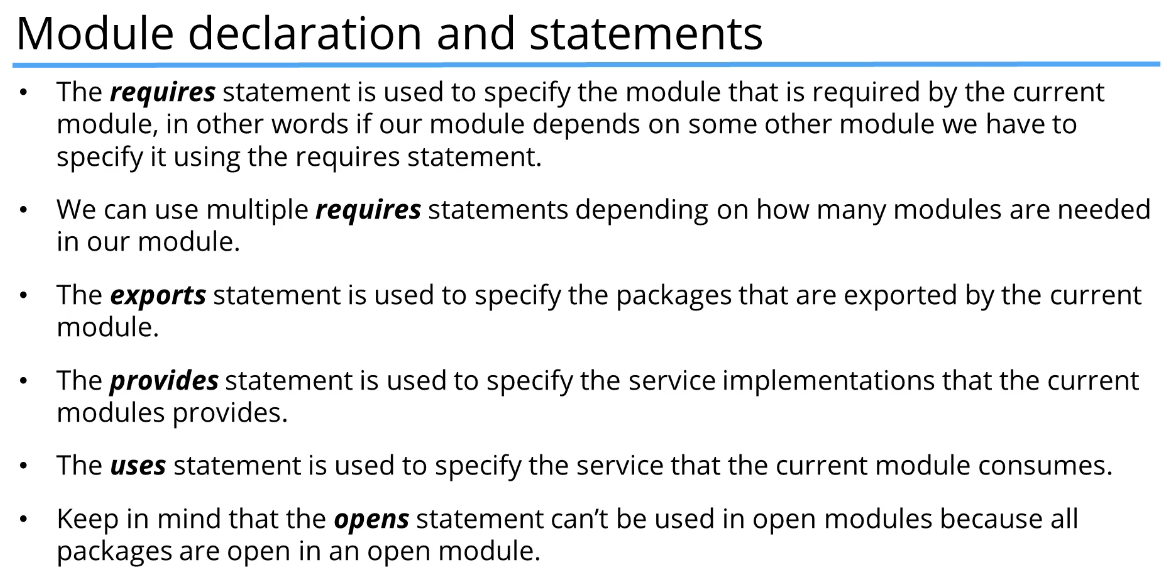 Module declaration and statements
• The requires statement is used to specify the module that is required by the current
module, in other words if our module depends on some other module we have to
specify it using the requires statement.
• We can use multiple requires statements depending on how many modules are needed
in our module.
• The exports statement is used to specify the packages that are exported by the current
module.
• The provides statement is used to specify the service implementations that the current
modules provides.
• The uses statement is used to specify the service that the current module consumes.
• Keep in mind that the opens statement can’t be used in open modules because all
packages are open in an open module.